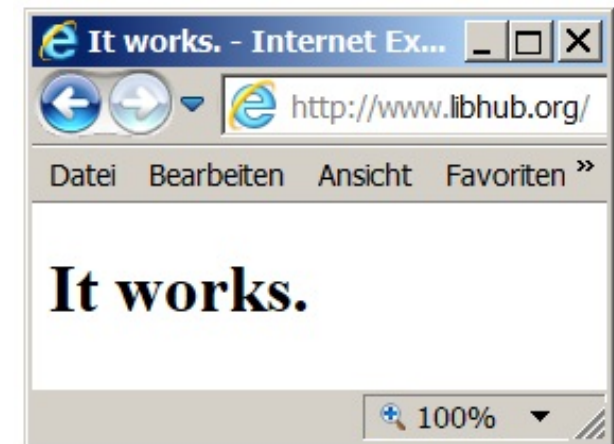 It works. - Internet Ex...
http://www.libhub.org/
Datei Bearbeiten Ansicht Favoriten »
It works.
100%